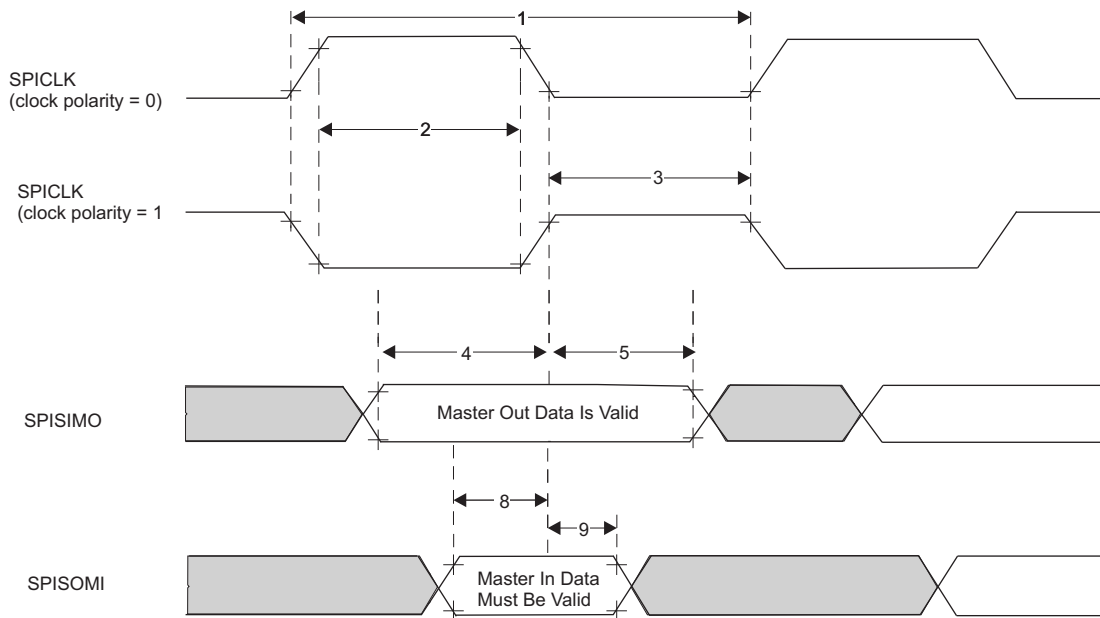 1
SPICLK
(clock polarity = 0)
2
3
SPICLK
(clock polarity = 1
4
5
SPISIMO
Master Out Data Is Valid
8
9
SPISOMI
Master In Data
Must Be Valid